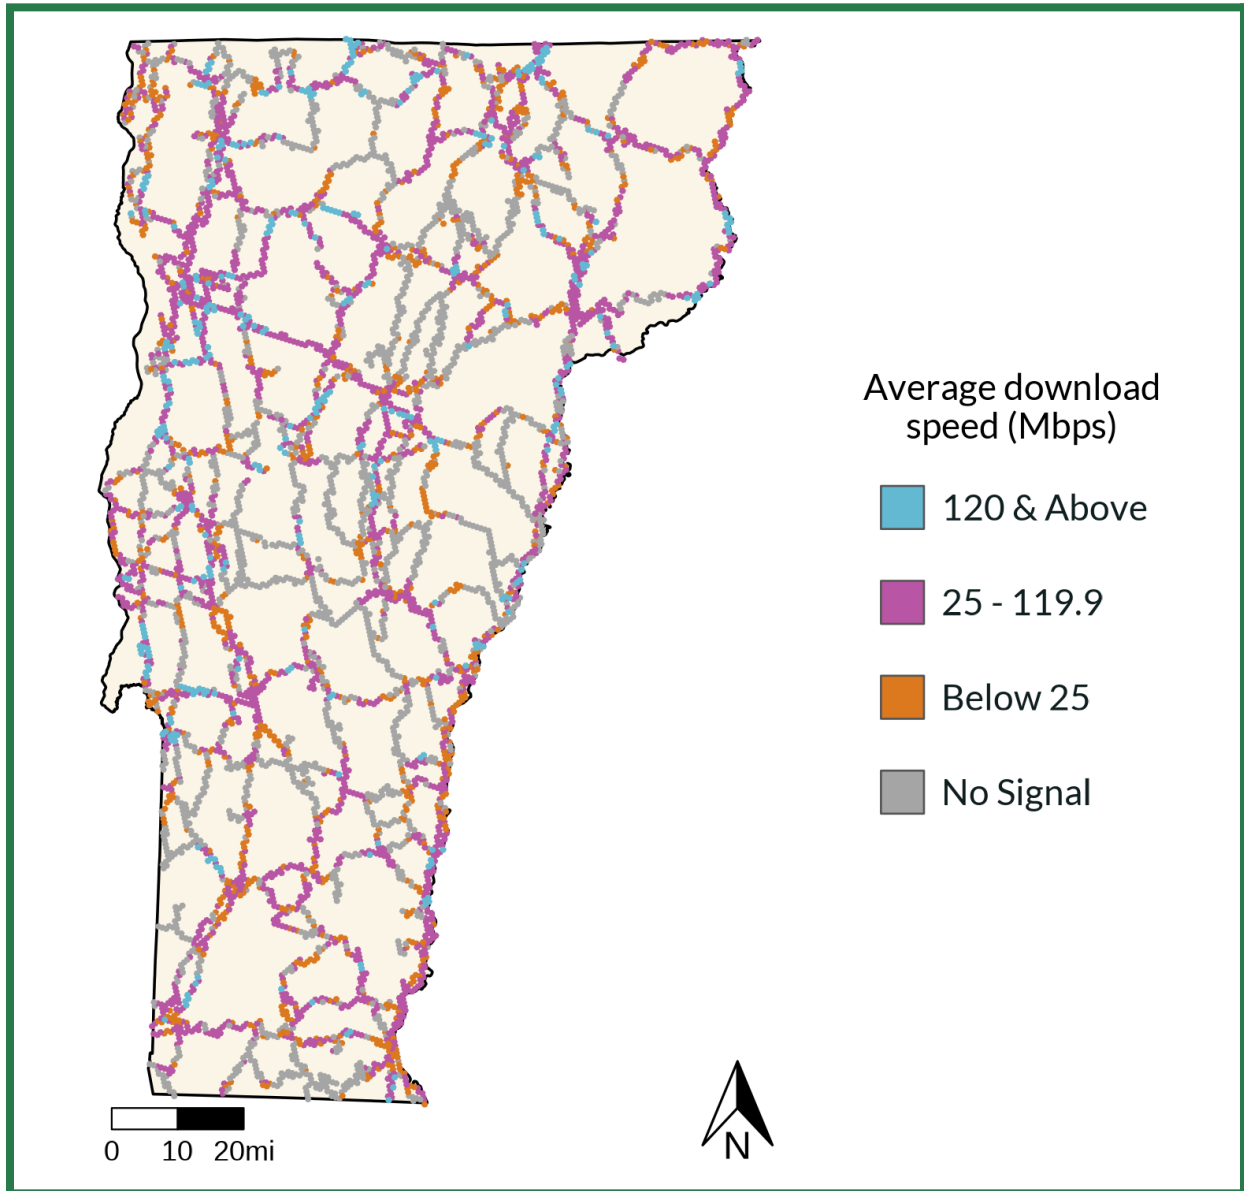 Average download
speed (Mbps)
120 & Above
25 - 119.9
Below 25
No Signal
0 10 20mi
N